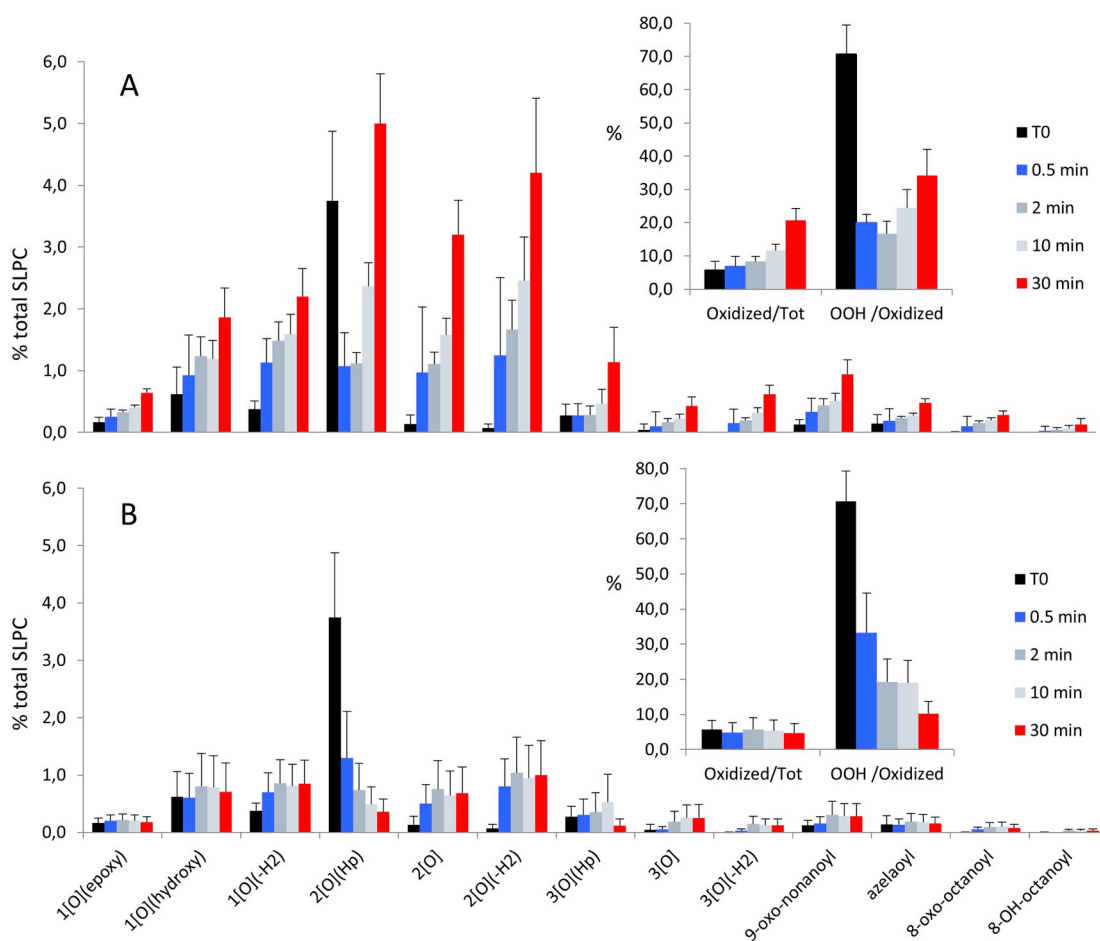 A
% total SLPC
6,0
5,0
4,0
3,0
2,0
1,0
0,0
%
80,0
70,0
60,0
50,0
40,0
30,0
20,0
10,0
0,0
Oxidized/Tot
OOH /Oxidized
T0
0.5 min
2 min
10 min
30 min
B
% total SLPC
6,0
5,0
4,0
3,0
2,0
1,0
0,0
%
80,0
70,0
60,0
50,0
40,0
30,0
20,0
10,0
0,0
Oxidized/Tot
OOH /Oxidized
T0
0.5 min
2 min
10 min
30 min
1[O](epoxy)
1[O](hydroxy)
1[O](-H2)
2[O](Hp)
2[O]
2[O](-H2)
3[O](Hp)
3[O]
3[O](-H2)
9-oxo-nonanoyl
azelaoyl
8-oxo-octanoyl
8-OH-octanoyl